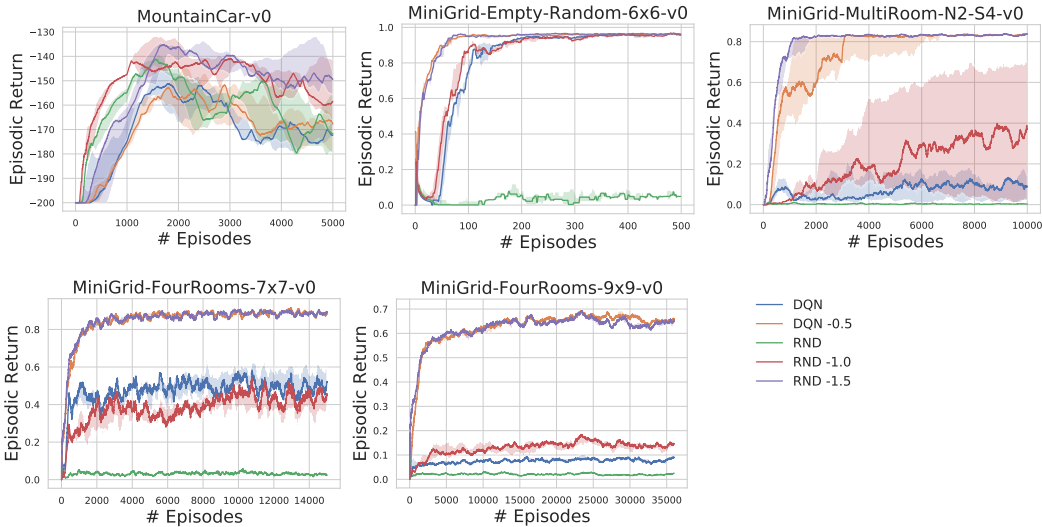 MountainCar-v0
−130
−140
−150
−160
−170
−180
−190
−200
Episodic Return
0 1000 2000 3000 4000 5000
# Episodes
MiniGrid-Empty-Random-6x6-v0
1.0
0.8
0.6
0.4
0.2
0.0
Episodic Return
0 100 200 300 400 500
# Episodes
MiniGrid-MultiRoom-N2-S4-v0
0.8
0.6
0.4
0.2
0.0
Episodic Return
0 2000 4000 6000 8000 10000
# Episodes
MiniGrid-FourRooms-7x7-v0
0.8
0.6
0.4
0.2
0.0
Episodic Return
0 2000 4000 6000 8000 10000 12000 14000
# Episodes
MiniGrid-FourRooms-9x9-v0
0.7
0.6
0.5
0.4
0.3
0.2
0.1
0.0
Episodic Return
0 5000 10000 15000 20000 25000 30000 35000
# Episodes
DQN
DQN -0.5
RND
RND -1.0
RND -1.5